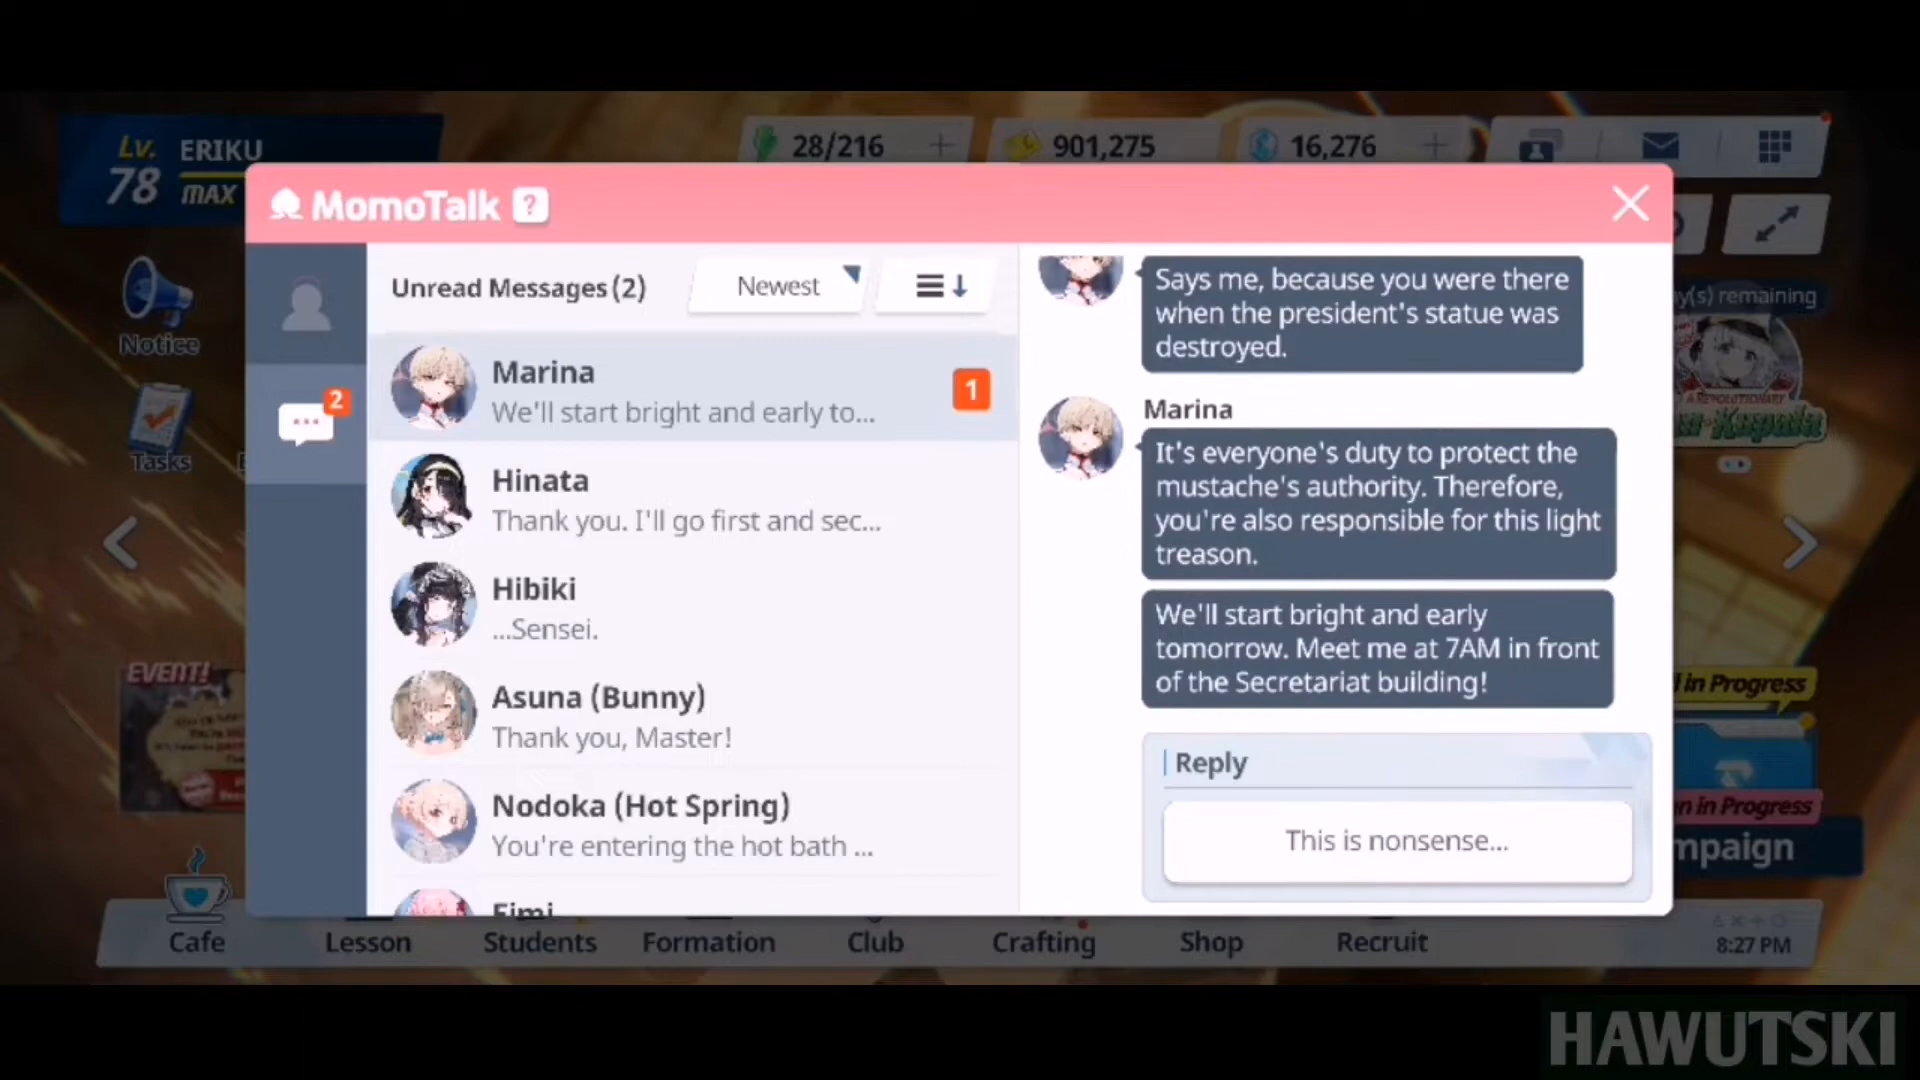 Lv. ERIKU
78 MAX
28/216
901,275
16,276
MomoTalk ?
Notice
Tasks
2
Unread Messages (2)
Newest
Marina
We'll start bright and early to...
1
Hinata
Thank you. I'll go first and sec...
Hibiki
...Sensei.
Asuna (Bunny)
Thank you, Master!
Nodoka (Hot Spring)
You're entering the hot bath ...
Eimi
Says me, because you were there
when the president's statue was
destroyed.
Marina
It's everyone's duty to protect the
mustache's authority. Therefore,
you're also responsible for this light
treason.
We'll start bright and early
tomorrow. Meet me at 7AM in front
of the Secretariat building!
Reply
This is nonsense...
y(s) remaining
A REVOLUTIONARY
-Kupala
EVENT!
in Progress
n in Progress
mpaign
Cafe
Lesson
Students
Formation
Club
Crafting
Shop
Recruit
8:27 PM
HAWUTSKI